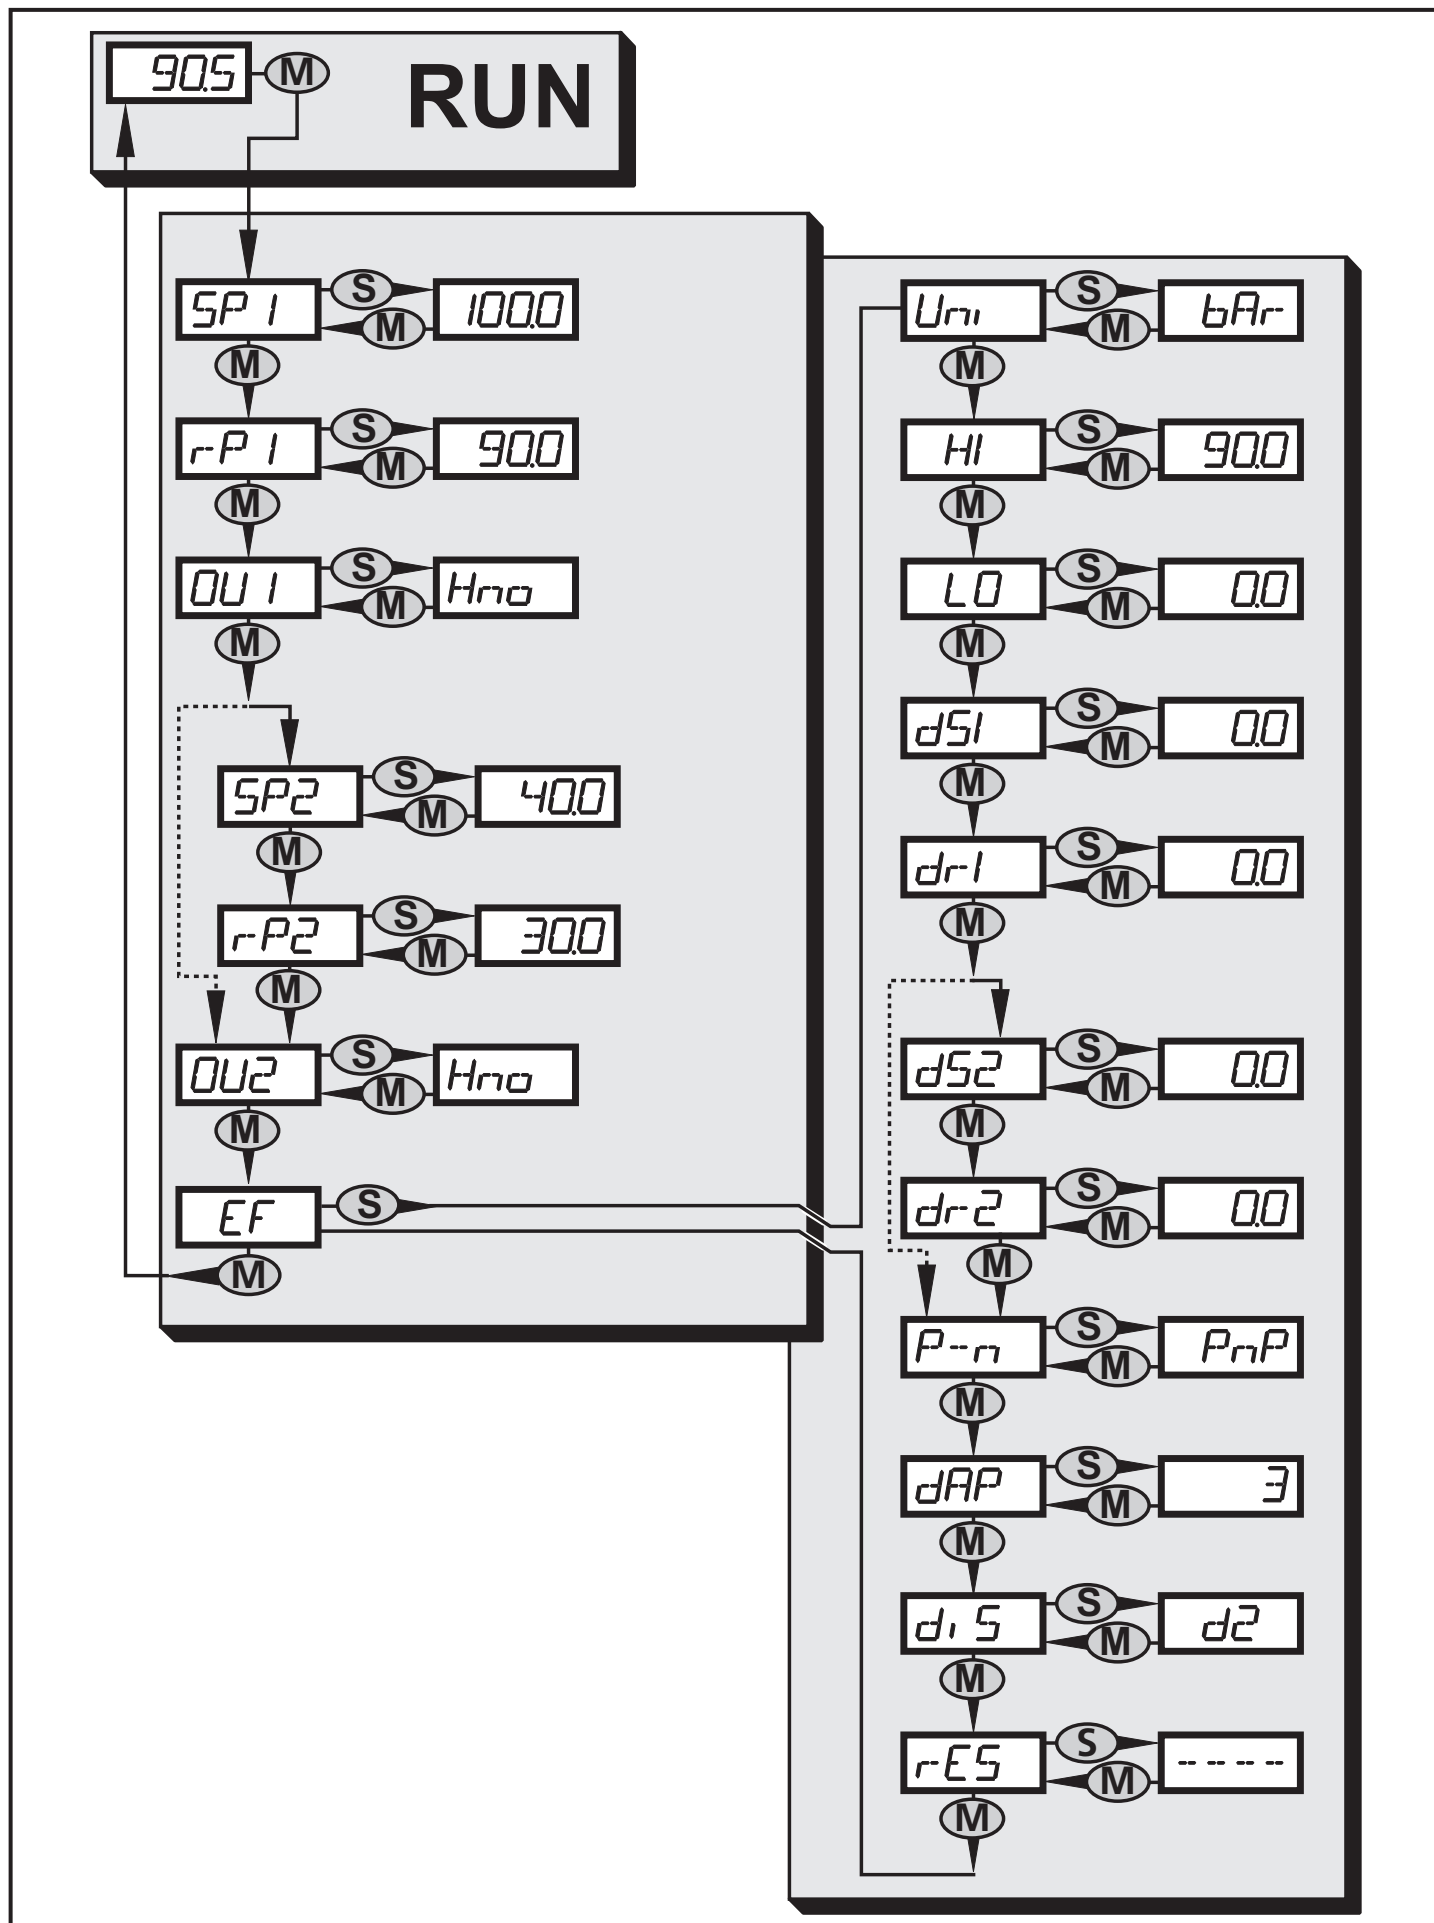 90.5 M RUN
SP1 S 100.0
M
M
rP1 S 90.0
M
M
OU1 S Hno
M
M
SP2 S 40.0
M
M
rP2 S 30.0
M
M
OU2 S Hno
M
M
EF S
M
Uni S bAr
M
M
HI S 90.0
M
M
LO S 0.0
M
M
dS1 S 0.0
M
M
dr1 S 0.0
M
M
dS2 S 0.0
M
M
dr2 S 0.0
M
M
P-n S PnP
M
M
dAP S 3
M
M
diS S d2
M
M
rES S ----
M
M